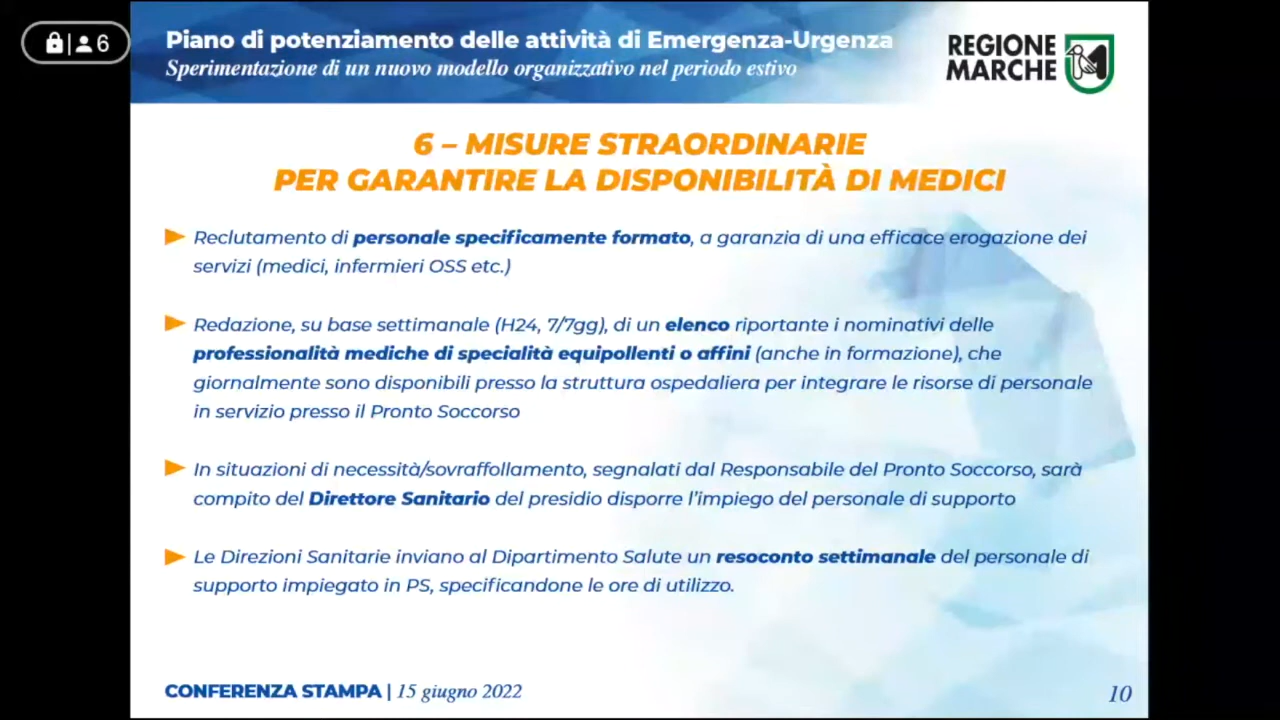 6
Piano di potenziamento delle attività di Emergenza-Urgenza
Sperimentazione di un nuovo modello organizzativo nel periodo estivo
REGIONE
MARCHE
6 – MISURE STRAORDINARIE
PER GARANTIRE LA DISPONIBILITÀ DI MEDICI
Reclutamento di personale specificamente formato, a garanzia di una efficace erogazione dei
servizi (medici, infermieri OSS etc.)
Redazione, su base settimanale (H24, 7/7gg), di un elenco riportante i nominativi delle
professionalità mediche di specialità equipollenti o affini (anche in formazione), che
giornalmente sono disponibili presso la struttura ospedaliera per integrare le risorse di personale
in servizio presso il Pronto Soccorso
In situazioni di necessità/sovraffollamento, segnalati dal Responsabile del Pronto Soccorso, sarà
compito del Direttore Sanitario del presidio disporre l'impiego del personale di supporto
Le Direzioni Sanitarie inviano al Dipartimento Salute un resoconto settimanale del personale di
supporto impiegato in PS, specificandone le ore di utilizzo.
CONFERENZA STAMPA | 15 giugno 2022
10